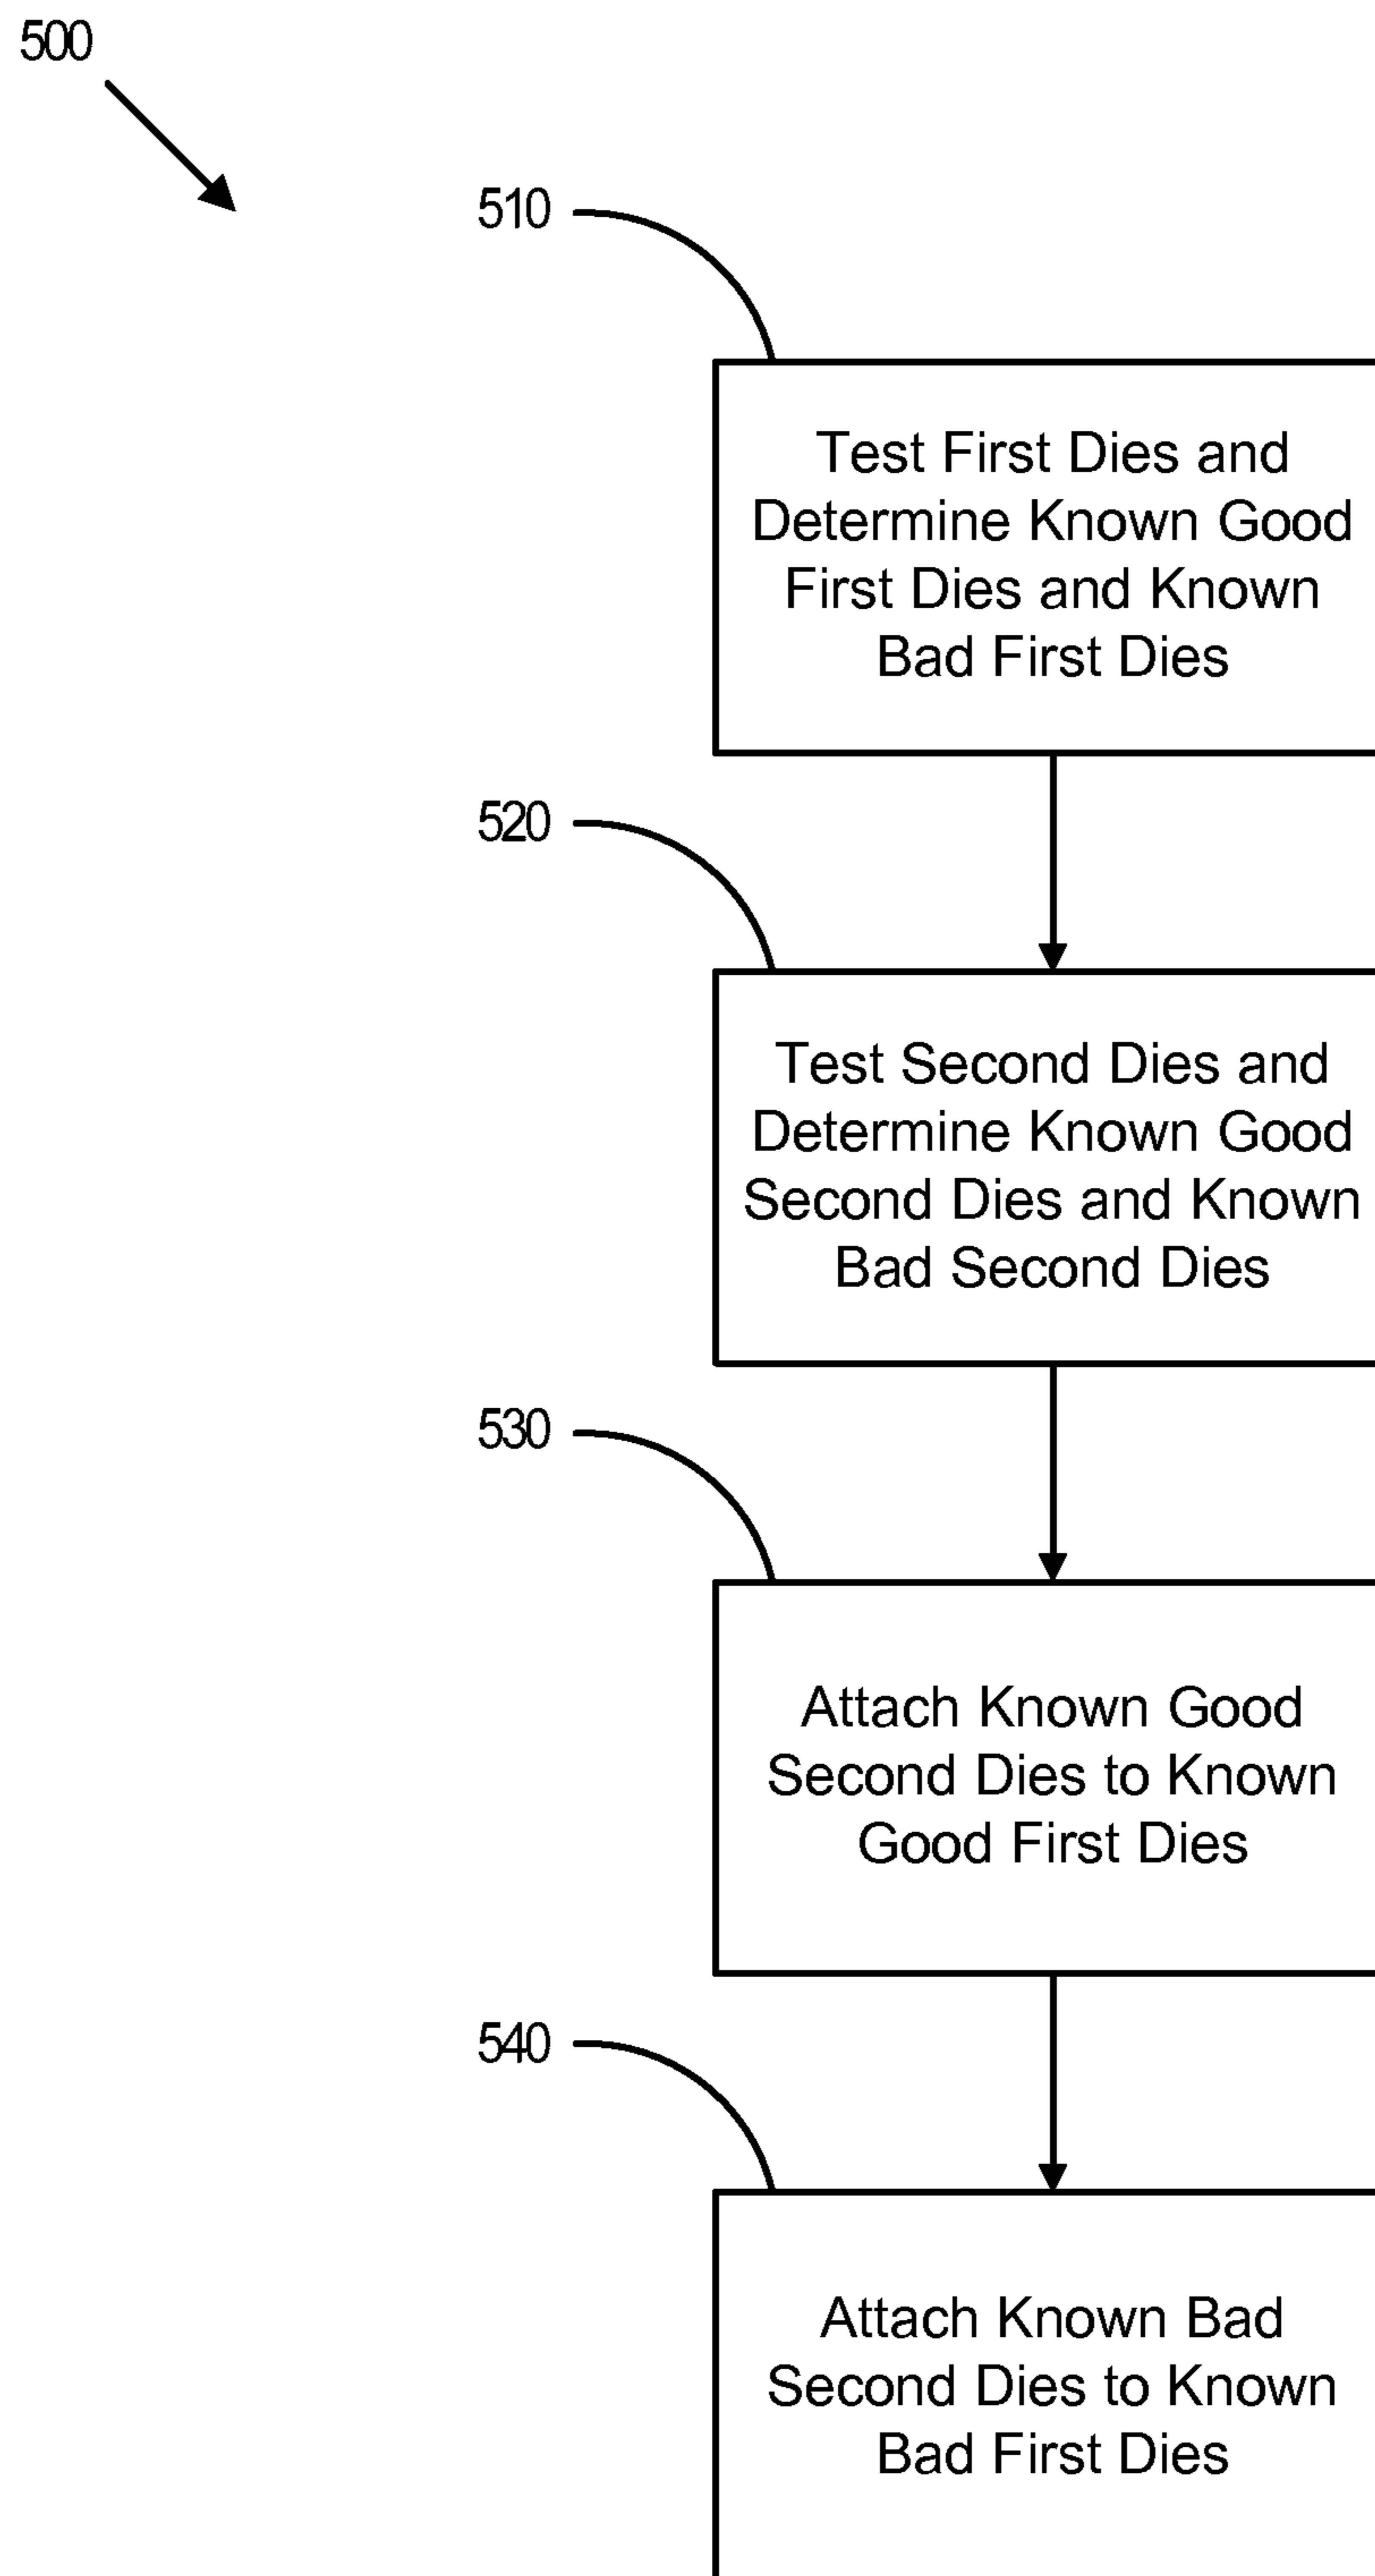 500
510
Test First Dies and
Determine Known Good
First Dies and Known
Bad First Dies
520
Test Second Dies and
Determine Known Good
Second Dies and Known
Bad Second Dies
530
Attach Known Good
Second Dies to Known
Good First Dies
540
Attach Known Bad
Second Dies to Known
Bad First Dies